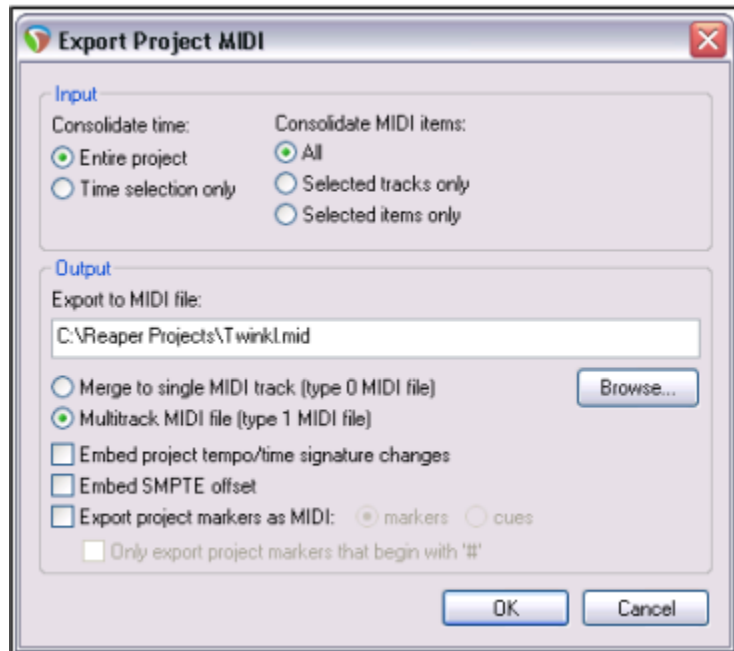 Export Project MIDI
Input
Consolidate time:
Entire project
Time selection only
Consolidate MIDI items:
All
Selected tracks only
Selected items only
Output
Export to MIDI file:
C:\Reaper Projects\Twinkl.mid
Merge to single MIDI track (type 0 MIDI file)
Browse...
Multitrack MIDI file (type 1 MIDI file)
Embed project tempo/time signature changes
Embed SMPTE offset
Export project markers as MIDI: markers cues
Only export project markers that begin with '#'
OK Cancel